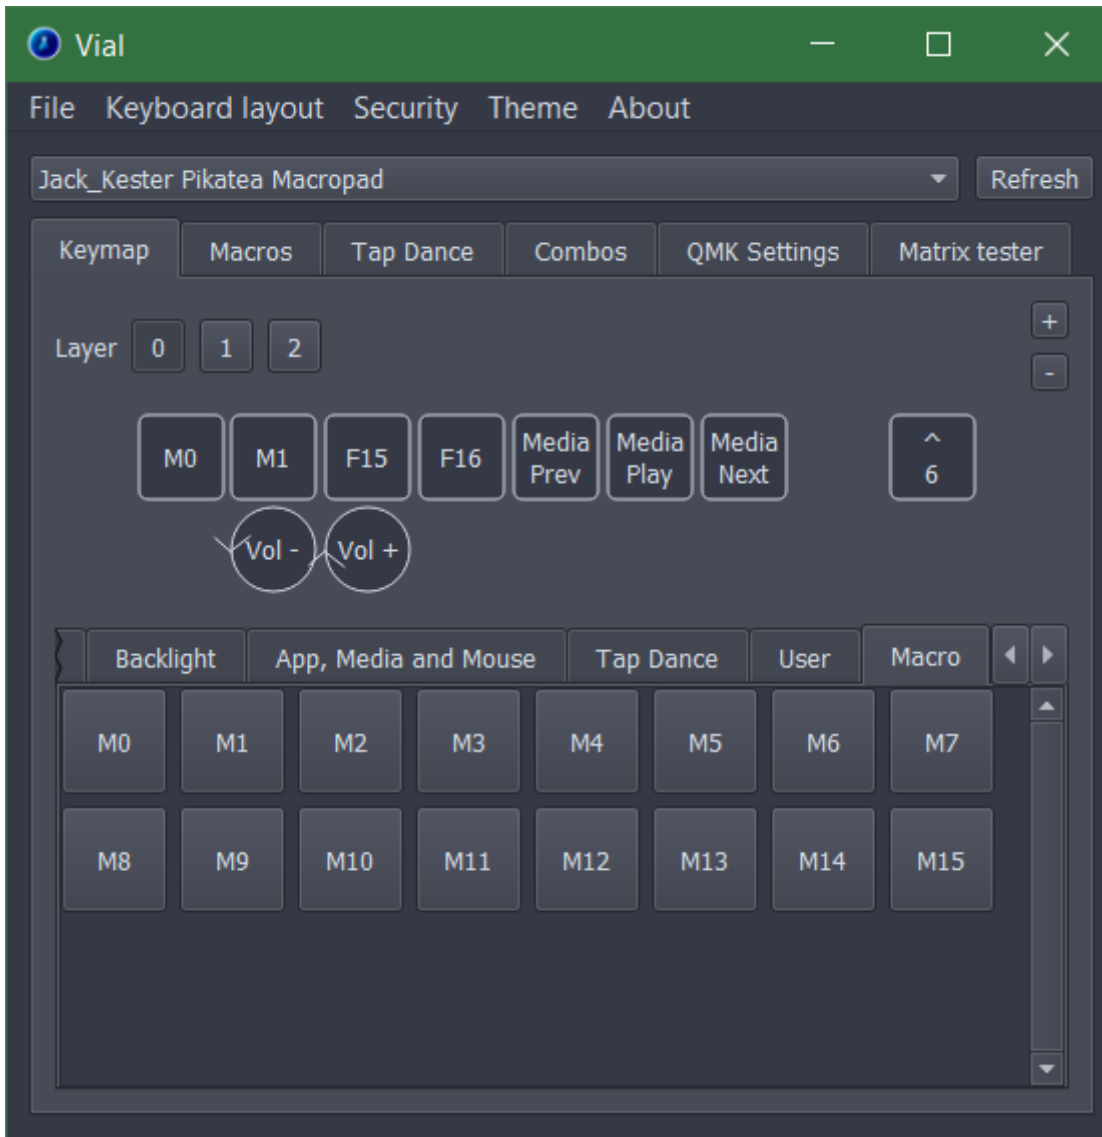 Vial
File Keyboard layout Security Theme About
Jack_Kester Pikatea Macropad Refresh
Keymap Macros Tap Dance Combos QMK Settings Matrix tester
+
Layer 0 1 2
-
M0 M1 F15 F16 Media Prev Media Play Media Next ^ 6
Vol - Vol +
Backlight App, Media and Mouse Tap Dance User Macro
M0 M1 M2 M3 M4 M5 M6 M7
M8 M9 M10 M11 M12 M13 M14 M15